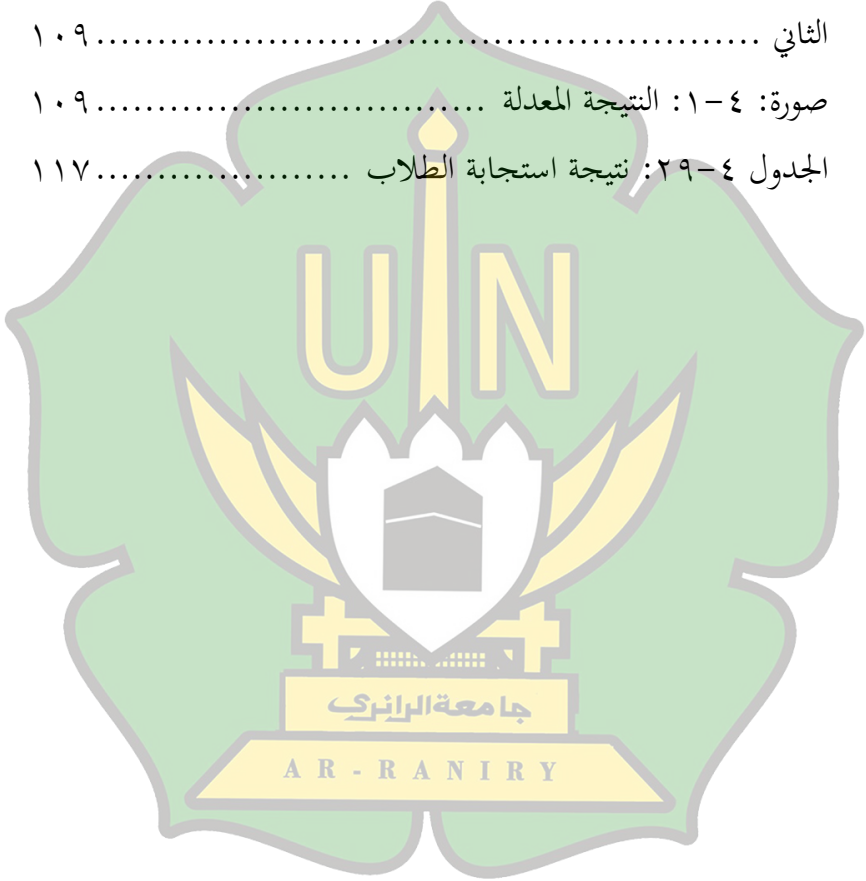 الثاني ......................................................١٠٩
صورة: ٤-١: النتيجة المعدلة ................................١٠٩
الجدول ٤-٢٩: نتيجة استجابة الطلاب .....................١١٧
UIN
جامعة الرانري
AR-RANIRY